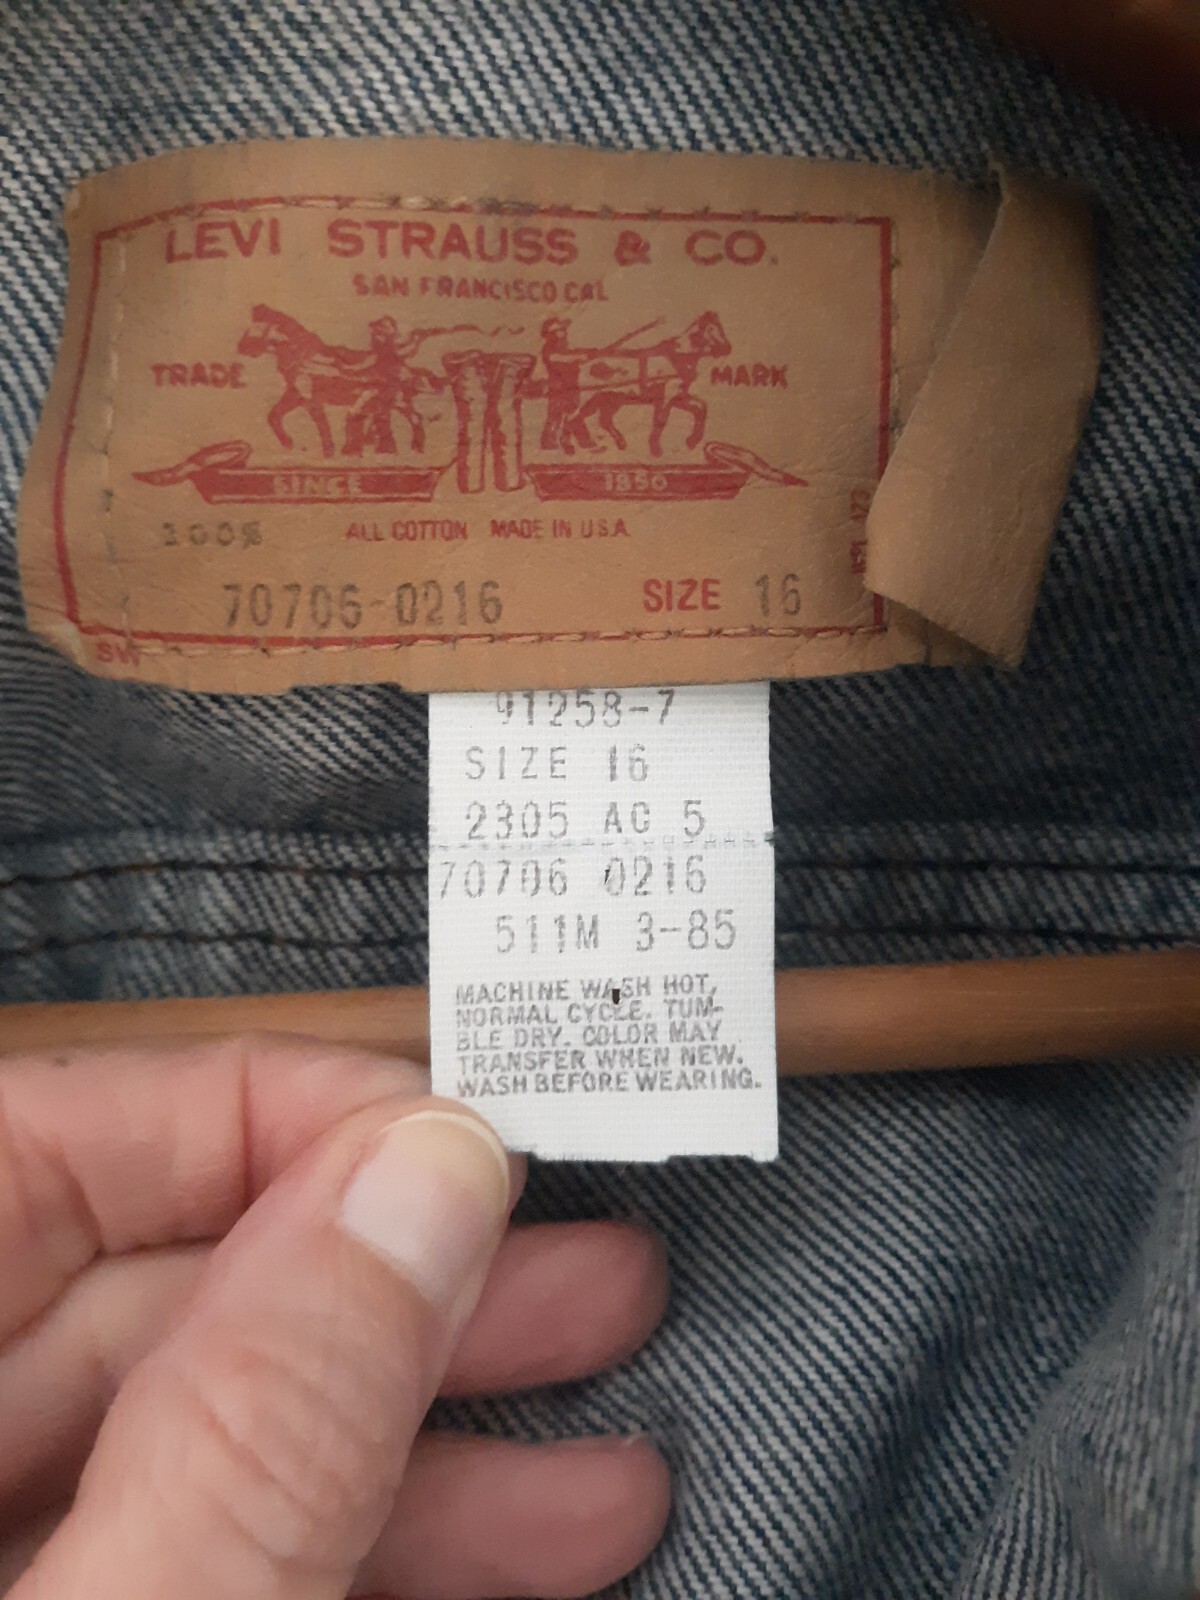 LEVI STRAUSS & CO.
SAN FRANCISCO CAL
TRADE MARK
SINCE 1850
100%
ALL COTTON MADE IN U.S.A.
70706-0216 SIZE 16
SW
91258-7
SIZE 16
2305 AC 5
70706 0216
511M 3-85
MACHINE WASH HOT,
NORMAL CYCLE. TUM-
BLE DRY. COLOR MAY
TRANSFER WHEN NEW.
WASH BEFORE WEARING.